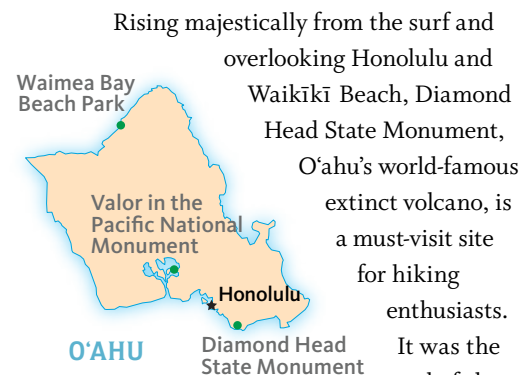 Rising majestically from the surf and
overlooking Honolulu and
Waikīkī Beach, Diamond
Head State Monument,
Oʻahu’s world-famous
extinct volcano, is
a must-visit site
for hiking
enthusiasts.
It was the
Waimea Bay
Beach Park
Valor in the
Pacific National
Monument
Honolulu
OʻAHU
Diamond Head
State Monument